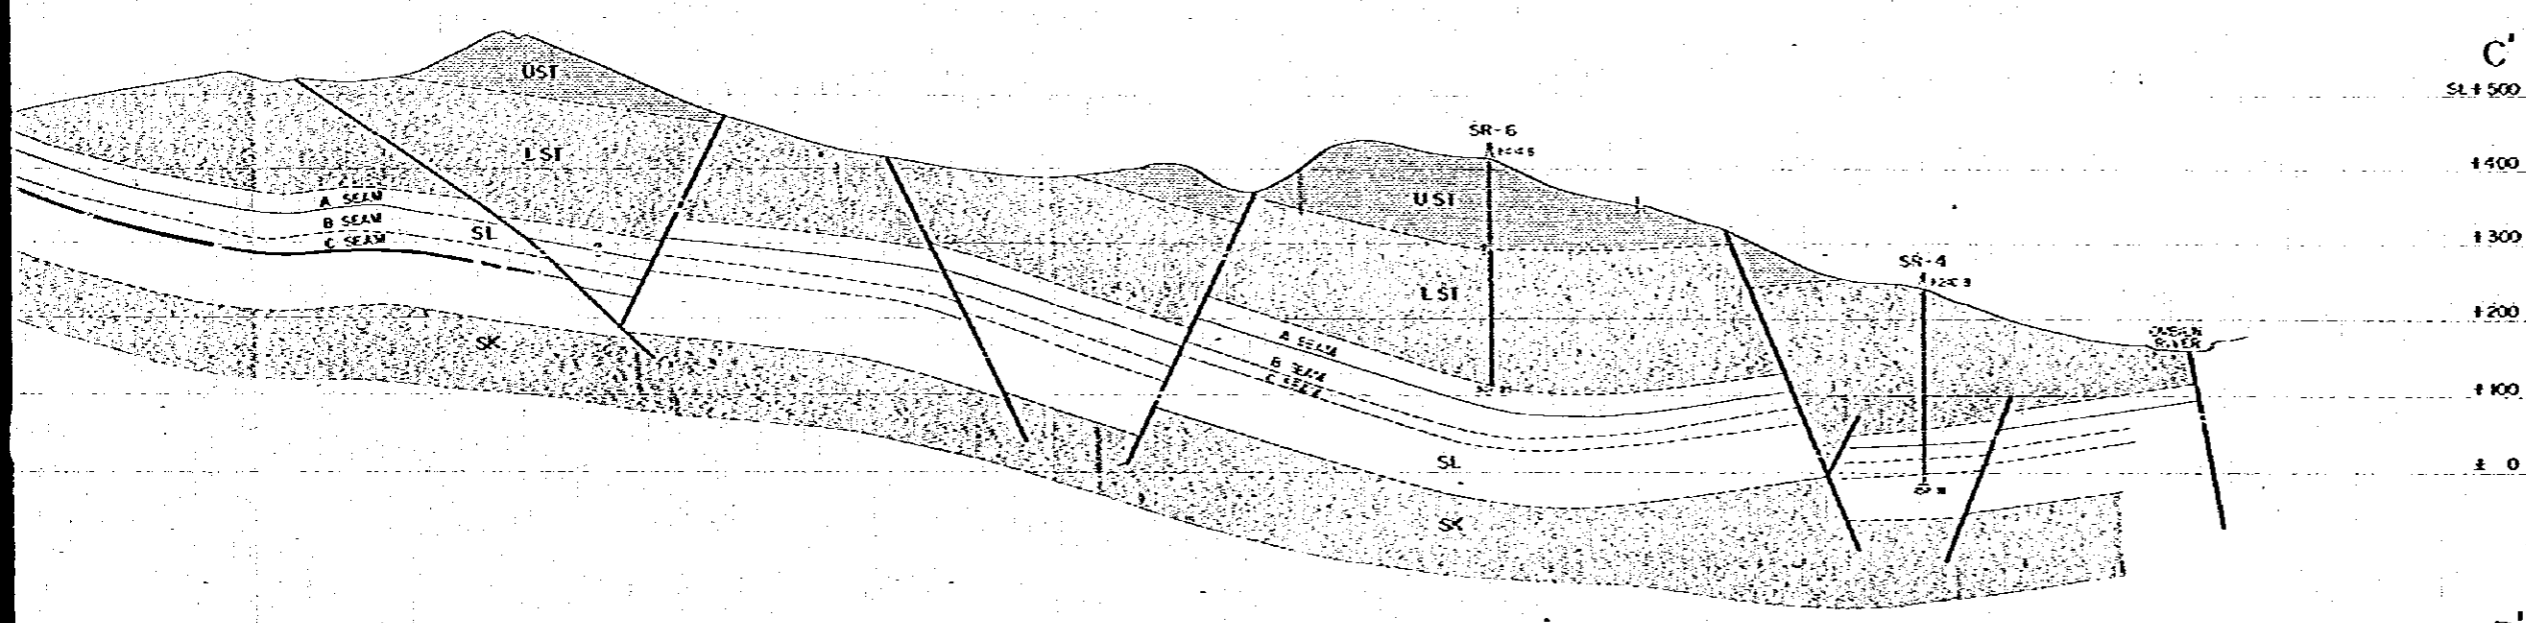 C'
SL+500
UST
SR-6
LST
+400
A SEAM
UST
B SEAM
SL
+300
C SEAM
SR-4
LST
+200
RIVER
SK
A SEAM
B SEAM
C SEAM
+100
SL
± 0
SK